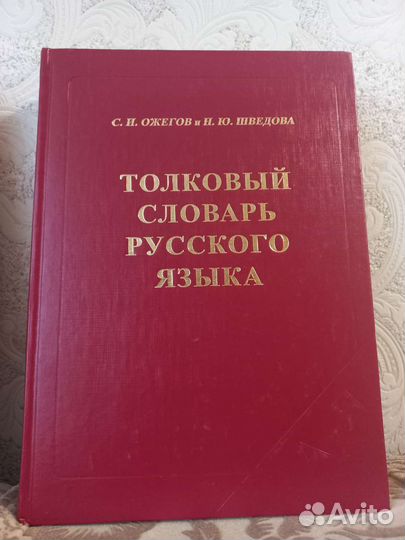 С. И. ОЖЕГОВ и Н. Ю. ШВЕДОВА
ТОЛКОВЫЙ
СЛОВАРЬ
РУССКОГО
ЯЗЫКА
Avito